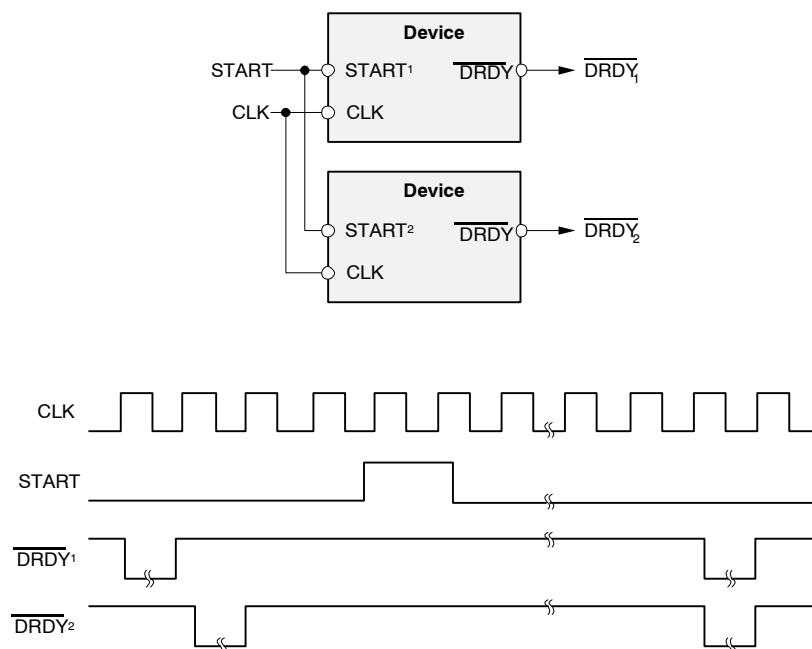 Device
START START¹ DRDY DRDY₁
CLK CLK
Device
START² DRDY DRDY₂
CLK
CLK
START
DRDY¹
DRDY²